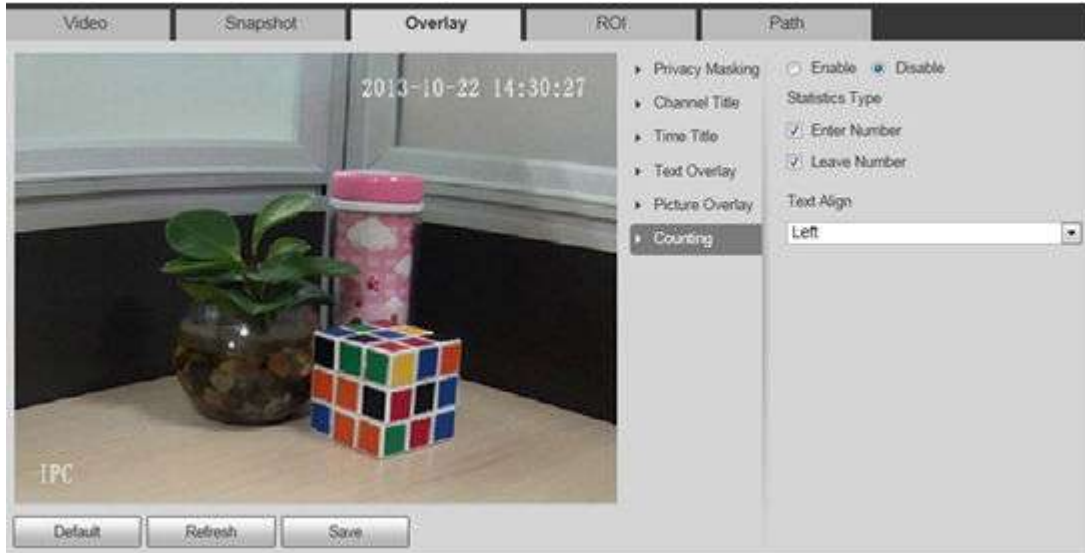 Video Snapshot Overlay ROI Path
2013-10-22 14:30:27
IPC
Privacy Masking
Channel Title
Time Title
Text Overlay
Picture Overlay
Counting
Enable Disable
Statistics Type
Enter Number
Leave Number
Text Align
Left
Default Refresh Save